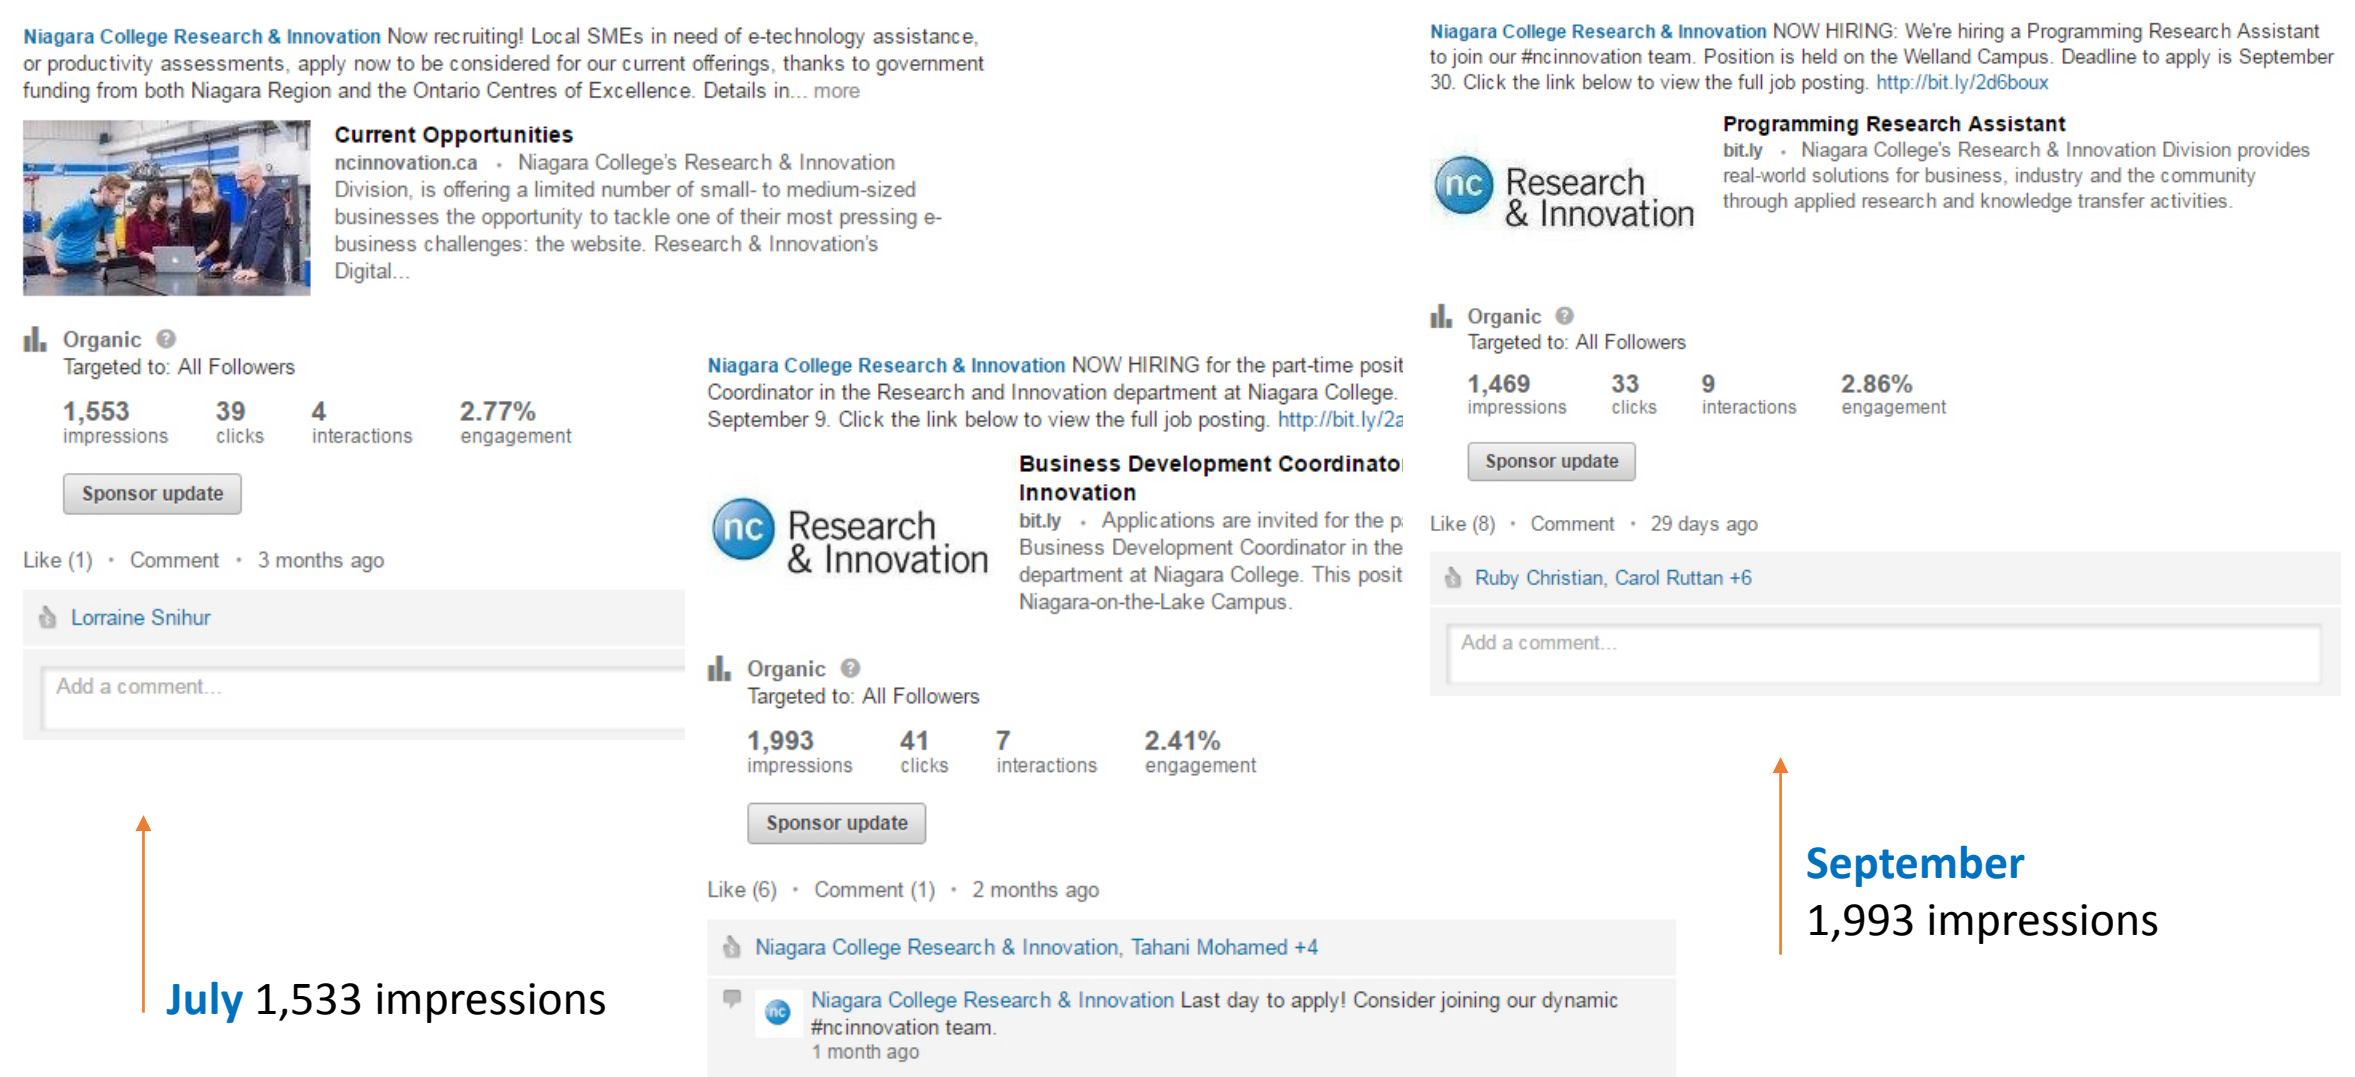 Niagara College Research & Innovation Now recruiting! Local SMEs in need of e-technology assistance,
or productivity assessments, apply now to be considered for our current offerings, thanks to government
funding from both Niagara Region and the Ontario Centres of Excellence. Details in... more
Current Opportunities
ncinnovation.ca • Niagara College's Research & Innovation
Division, is offering a limited number of small- to medium-sized
businesses the opportunity to tackle one of their most pressing e-
business challenges: the website. Research & Innovation's
Digital...
Organic ?
Targeted to: All Followers
1,553 39 4 2.77%
impressions clicks interactions engagement
Sponsor update
Like (1) • Comment • 3 months ago
Lorraine Snihur
Add a comment...
July 1,533 impressions
Niagara College Research & Innovation NOW HIRING for the part-time posit
Coordinator in the Research and Innovation department at Niagara College.
September 9. Click the link below to view the full job posting. http://bit.ly/2a
nc Research
& Innovation
Business Development Coordinator
Innovation
bit.ly • Applications are invited for the p
Business Development Coordinator in the
department at Niagara College. This posit
Niagara-on-the-Lake Campus.
Organic ?
Targeted to: All Followers
1,993 41 7 2.41%
impressions clicks interactions engagement
Sponsor update
Like (6) • Comment (1) • 2 months ago
Niagara College Research & Innovation, Tahani Mohamed +4
nc Niagara College Research & Innovation Last day to apply! Consider joining our dynamic
#ncinnovation team.
1 month ago
Niagara College Research & Innovation NOW HIRING: We're hiring a Programming Research Assistant
to join our #ncinnovation team. Position is held on the Welland Campus. Deadline to apply is September
30. Click the link below to view the full job posting. http://bit.ly/2d6boux
nc Research
& Innovation
Programming Research Assistant
bit.ly • Niagara College's Research & Innovation Division provides
real-world solutions for business, industry and the community
through applied research and knowledge transfer activities.
Organic ?
Targeted to: All Followers
1,469 33 9 2.86%
impressions clicks interactions engagement
Sponsor update
Like (8) • Comment • 29 days ago
Ruby Christian, Carol Ruttan +6
Add a comment...
September
1,993 impressions